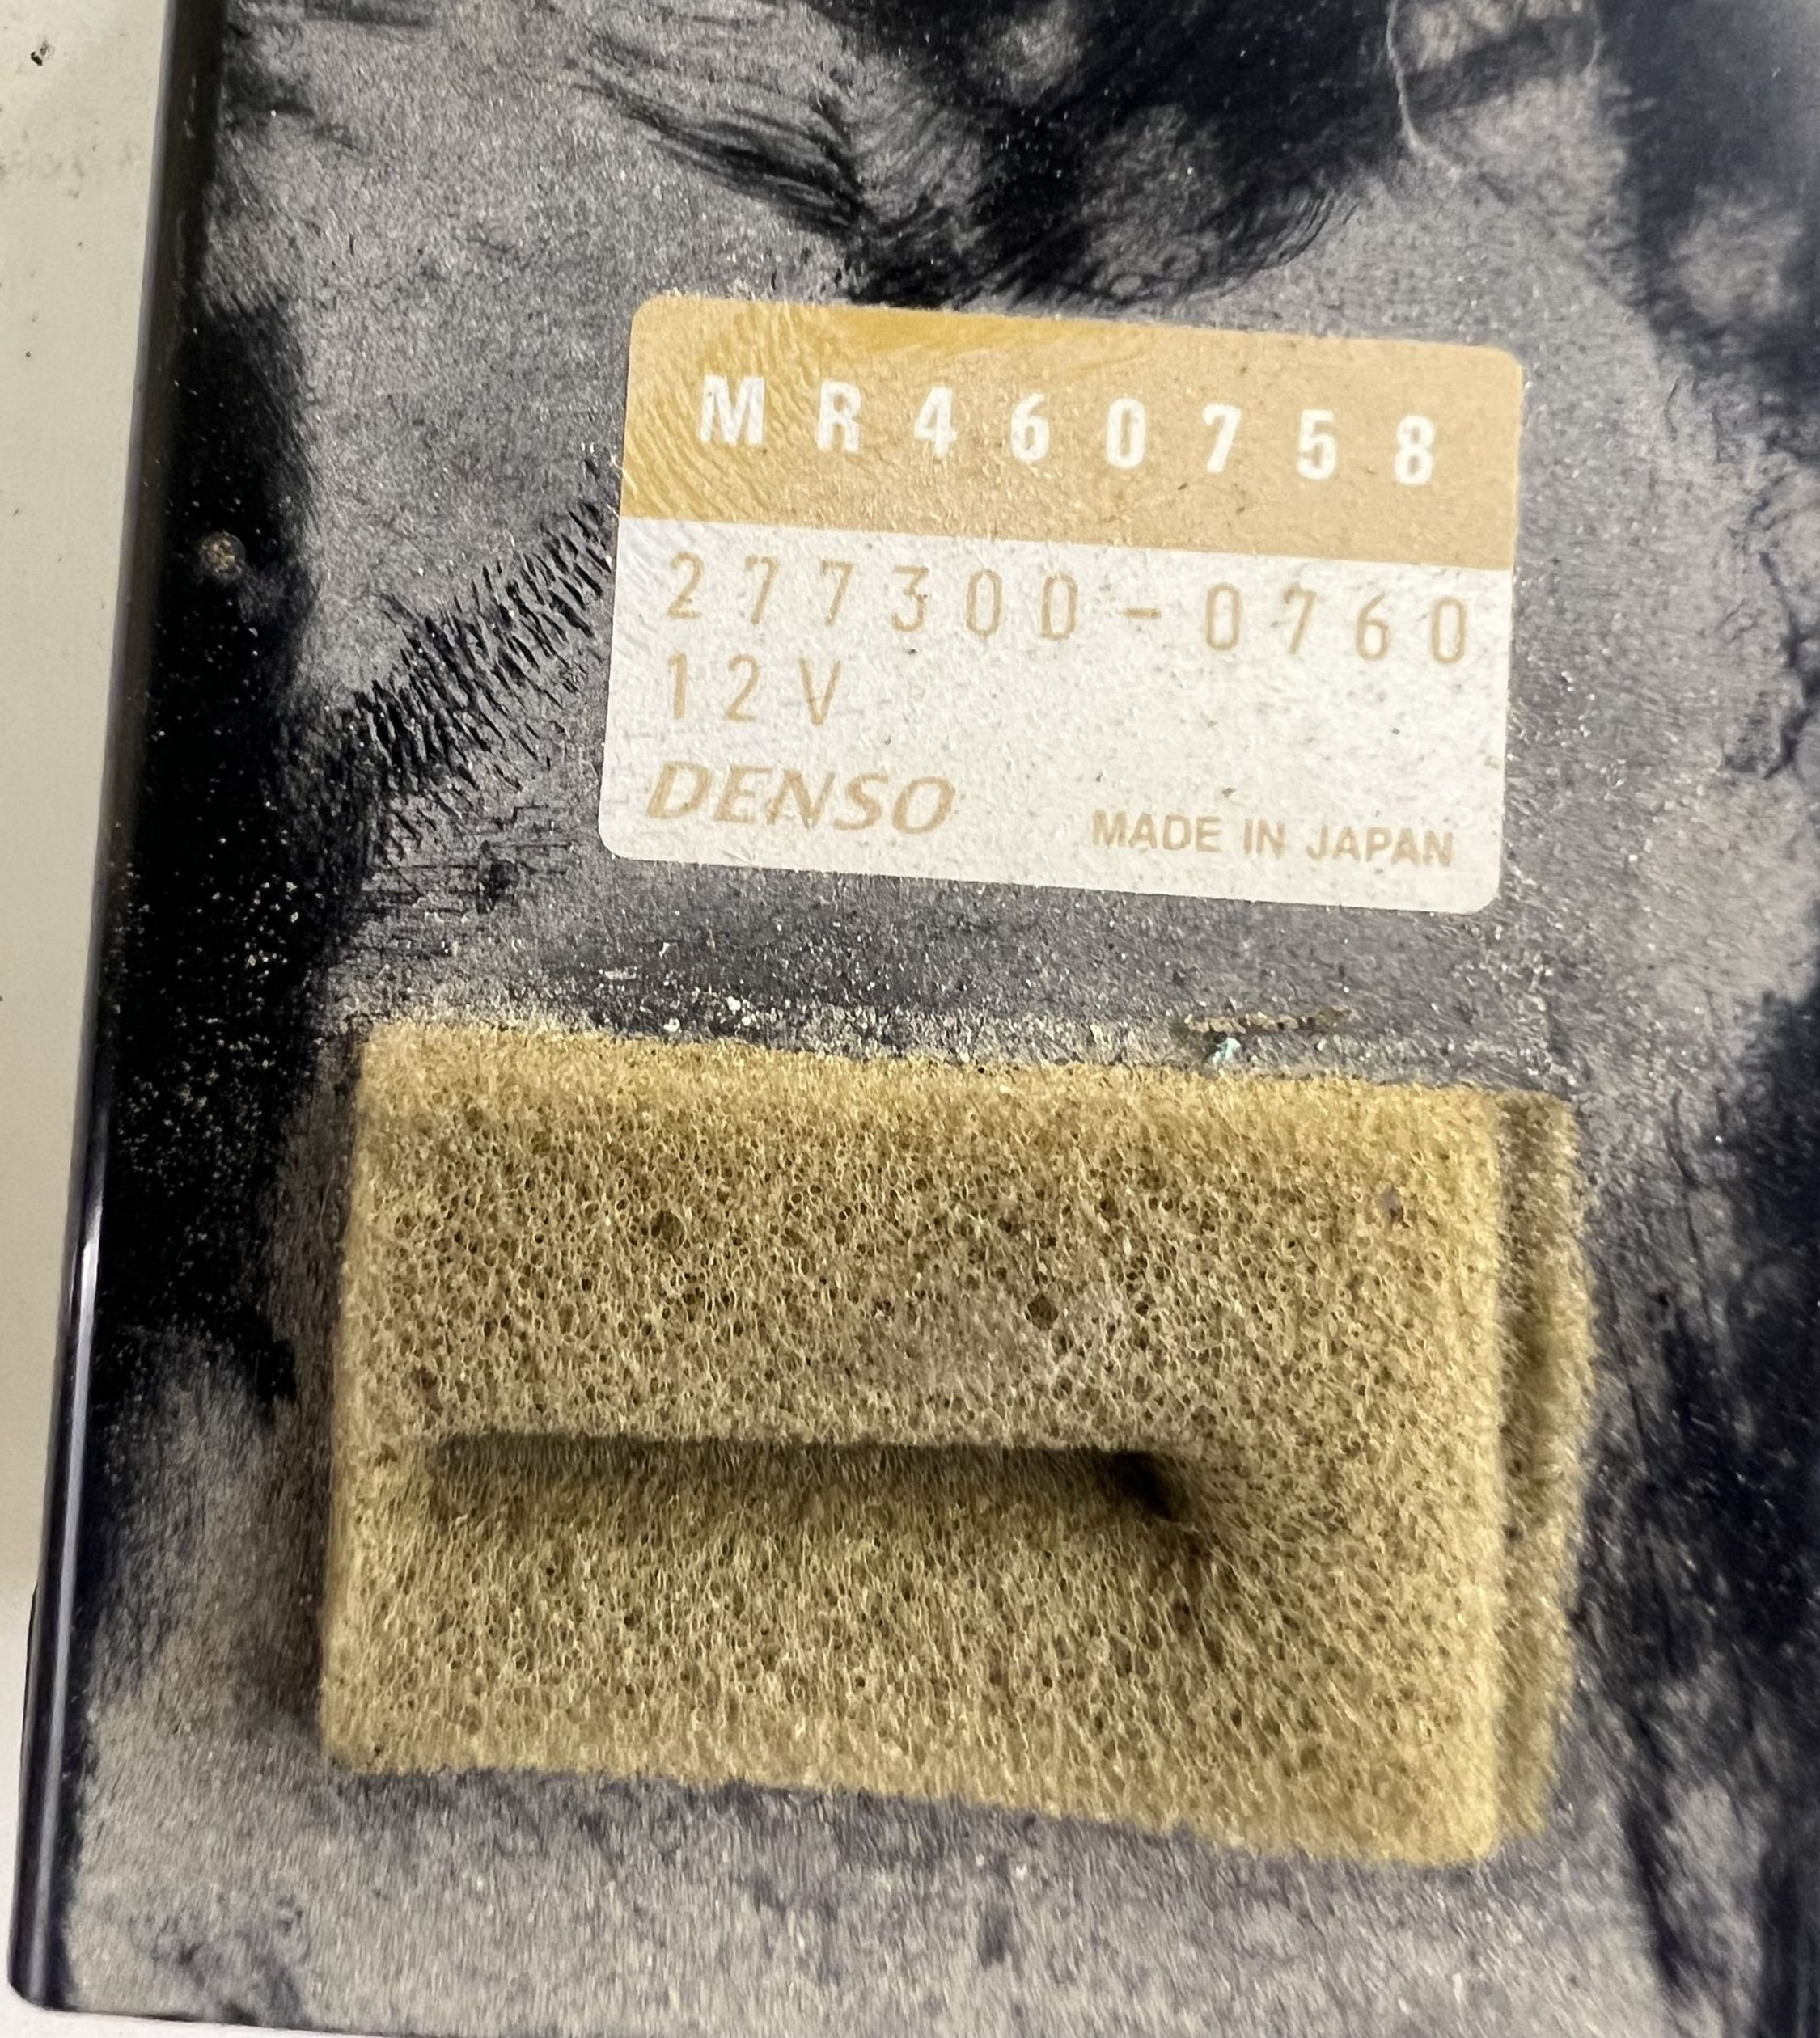 MR460758
277300-0760
12V
DENSO
MADE IN JAPAN